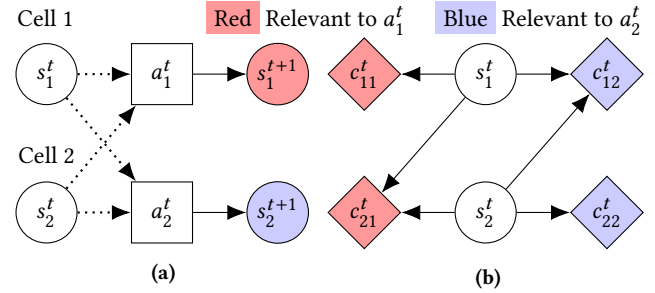 Cell 1
Red Relevant to $a_1^t$ Blue Relevant to $a_2^t$
$s_1^t$ $a_1^t$ $s_1^{t+1}$ $c_{11}^t$ $s_1^t$ $c_{12}^t$
Cell 2
$s_2^t$ $a_2^t$ $s_2^{t+1}$ $c_{21}^t$ $s_2^t$ $c_{22}^t$
(a) (b)